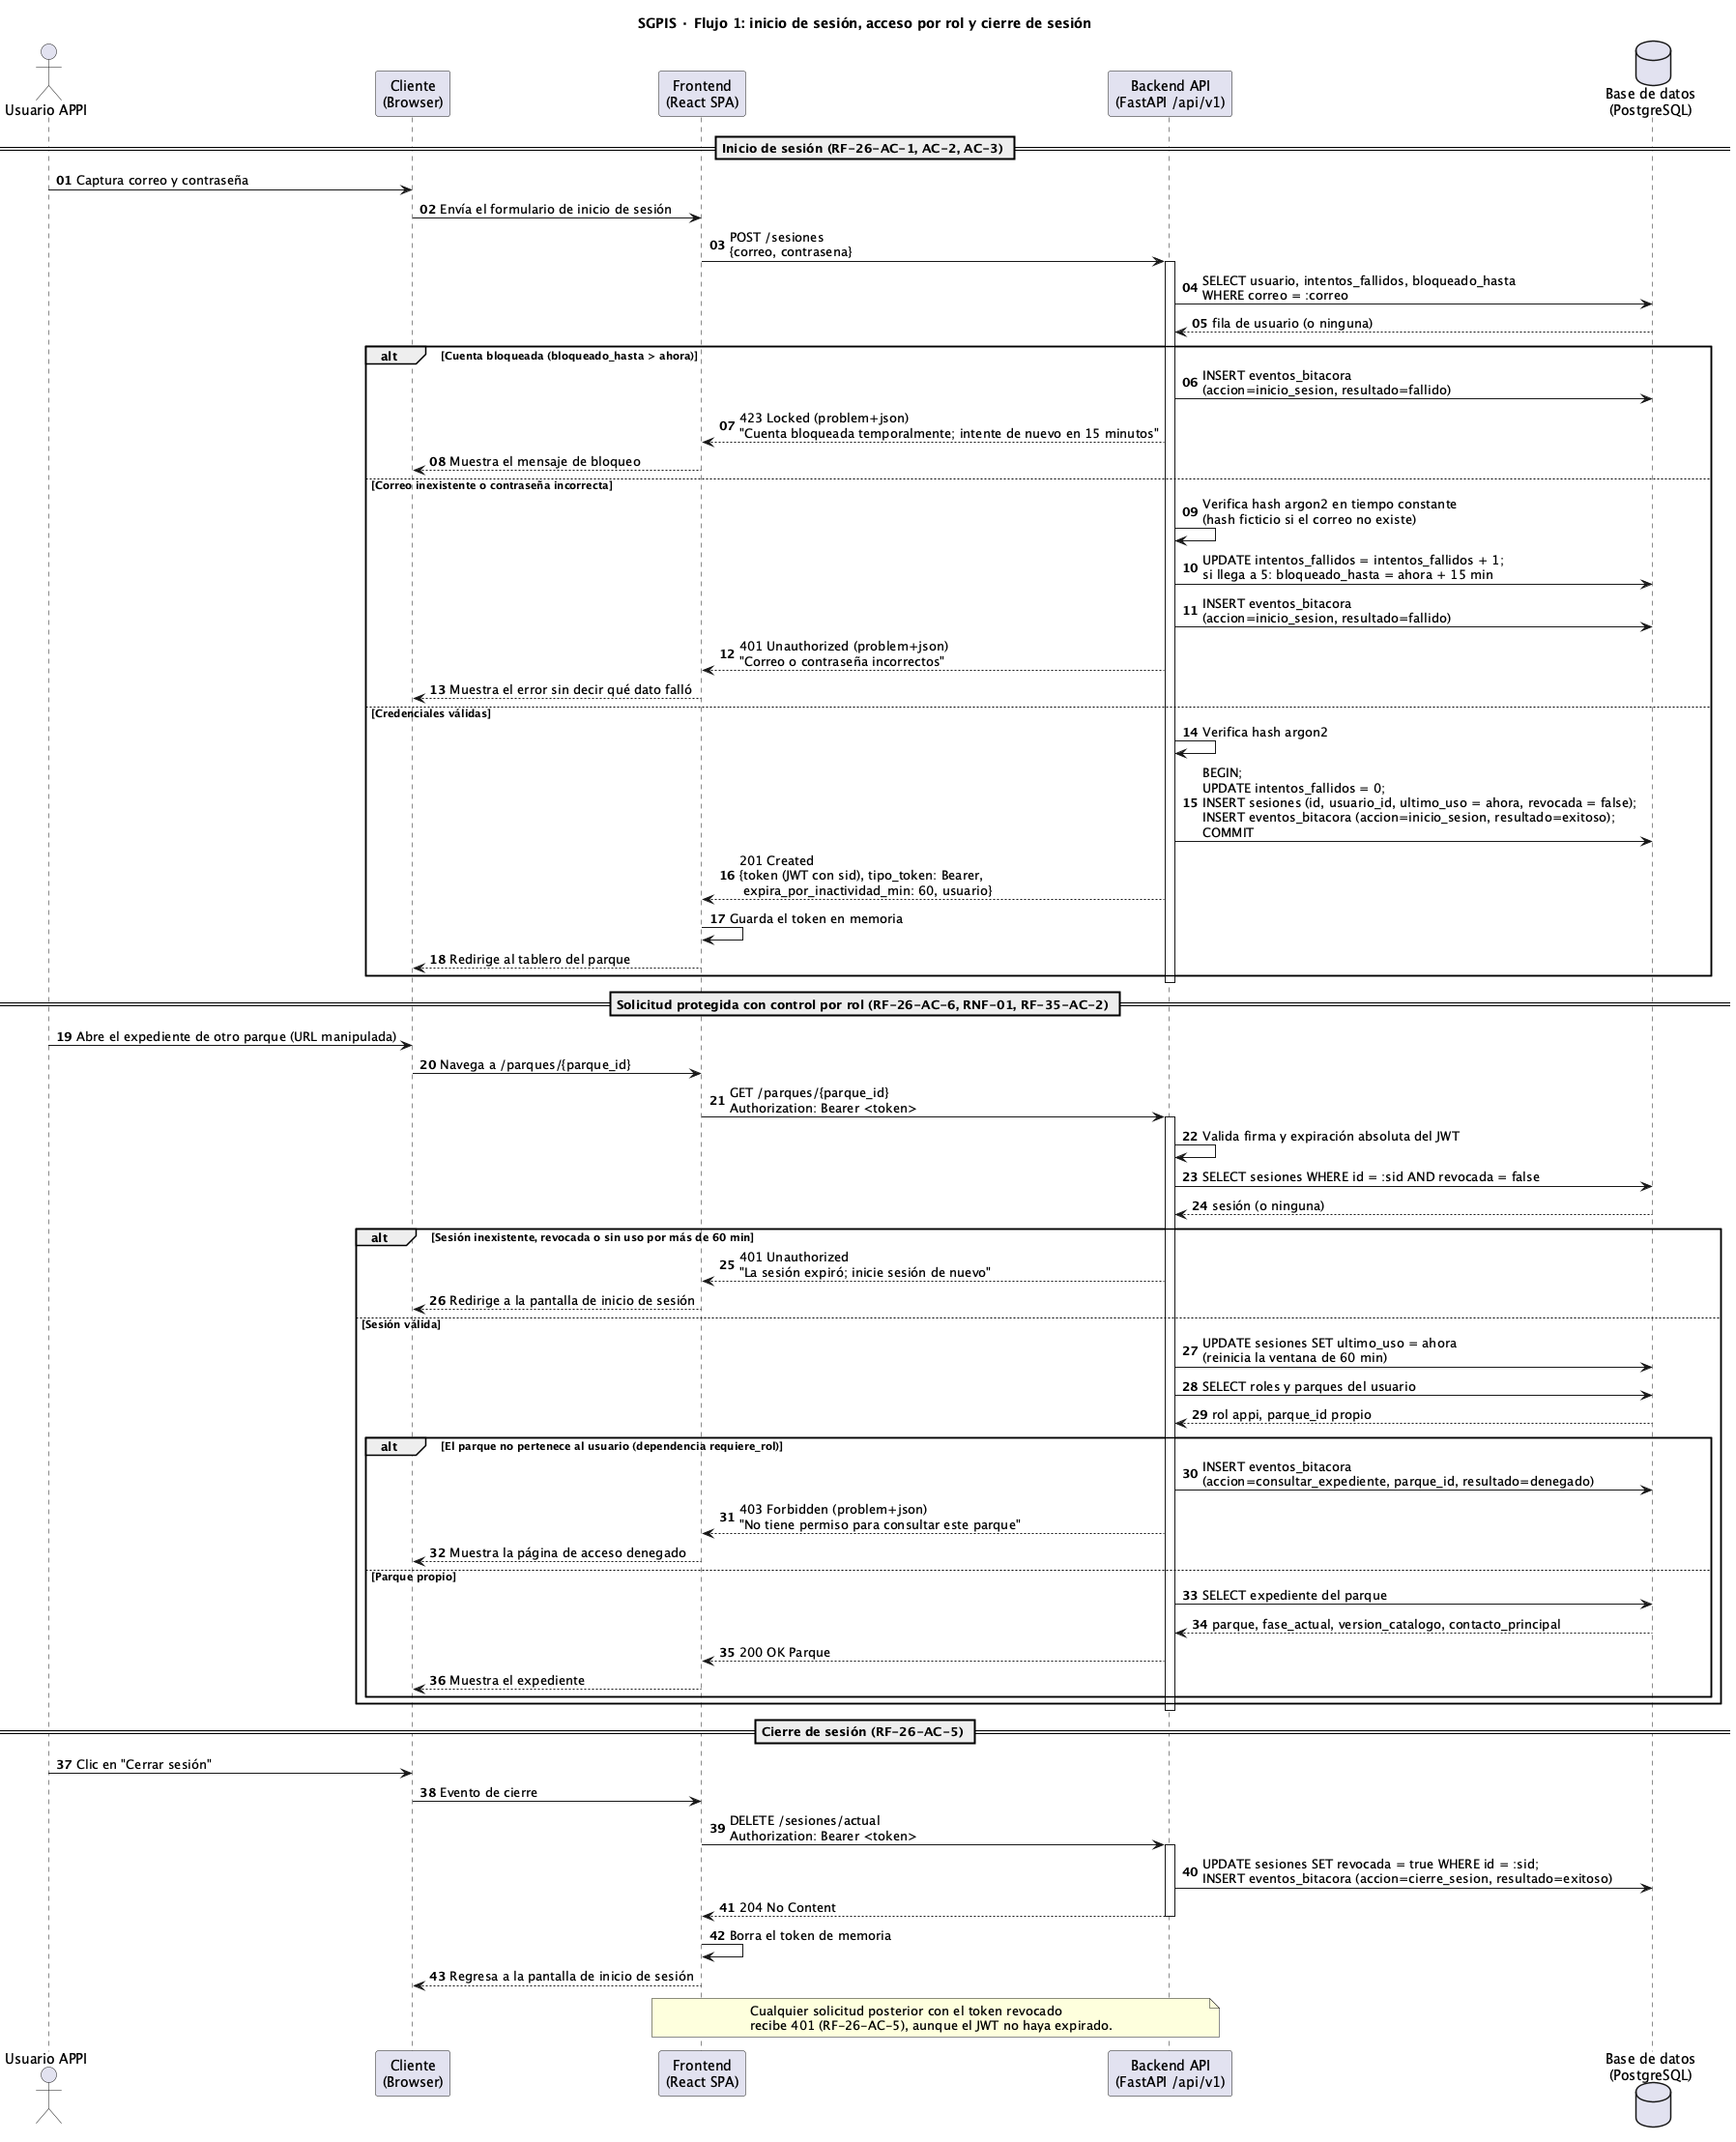 SGPIS · Flujo 1: inicio de sesión, acceso por rol y cierre de sesión
Usuario APPI
Cliente
(Browser)
Frontend
(React SPA)
Backend API
(FastAPI /api/v1)
Base de datos
(PostgreSQL)
Inicio de sesión (RF-26-AC-1, AC-2, AC-3)
01 Captura correo y contraseña
02 Envía el formulario de inicio de sesión
03 POST /sesiones
{correo, contrasena}
04 SELECT usuario, intentos_fallidos, bloqueado_hasta
WHERE correo = :correo
05 fila de usuario (o ninguna)
alt [Cuenta bloqueada (bloqueado_hasta > ahora)]
06 INSERT eventos_bitacora
(accion=inicio_sesion, resultado=fallido)
07 423 Locked (problem+json)
"Cuenta bloqueada temporalmente; intente de nuevo en 15 minutos"
08 Muestra el mensaje de bloqueo
[Correo inexistente o contraseña incorrecta]
09 Verifica hash argon2 en tiempo constante
(hash ficticio si el correo no existe)
10 UPDATE intentos_fallidos = intentos_fallidos + 1;
si llega a 5: bloqueado_hasta = ahora + 15 min
11 INSERT eventos_bitacora
(accion=inicio_sesion, resultado=fallido)
12 401 Unauthorized (problem+json)
"Correo o contraseña incorrectos"
13 Muestra el error sin decir qué dato falló
[Credenciales válidas]
14 Verifica hash argon2
BEGIN;
UPDATE intentos_fallidos = 0;
15 INSERT sesiones (id, usuario_id, ultimo_uso = ahora, revocada = false);
INSERT eventos_bitacora (accion=inicio_sesion, resultado=exitoso);
COMMIT
201 Created
16 {token (JWT con sid), tipo_token: Bearer,
expira_por_inactividad_min: 60, usuario}
17 Guarda el token en memoria
18 Redirige al tablero del parque
Solicitud protegida con control por rol (RF-26-AC-6, RNF-01, RF-35-AC-2)
19 Abre el expediente de otro parque (URL manipulada)
20 Navega a /parques/{parque_id}
21 GET /parques/{parque_id}
Authorization: Bearer <token>
22 Valida firma y expiración absoluta del JWT
23 SELECT sesiones WHERE id = :sid AND revocada = false
24 sesión (o ninguna)
alt [Sesión inexistente, revocada o sin uso por más de 60 min]
25 401 Unauthorized
"La sesión expiró; inicie sesión de nuevo"
26 Redirige a la pantalla de inicio de sesión
[Sesión válida]
27 UPDATE sesiones SET ultimo_uso = ahora
(reinicia la ventana de 60 min)
28 SELECT roles y parques del usuario
29 rol appi, parque_id propio
alt [El parque no pertenece al usuario (dependencia requiere_rol)]
30 INSERT eventos_bitacora
(accion=consultar_expediente, parque_id, resultado=denegado)
31 403 Forbidden (problem+json)
"No tiene permiso para consultar este parque"
32 Muestra la página de acceso denegado
[Parque propio]
33 SELECT expediente del parque
34 parque, fase_actual, version_catalogo, contacto_principal
35 200 OK Parque
36 Muestra el expediente
Cierre de sesión (RF-26-AC-5)
37 Clic en "Cerrar sesión"
38 Evento de cierre
39 DELETE /sesiones/actual
Authorization: Bearer <token>
40 UPDATE sesiones SET revocada = true WHERE id = :sid;
INSERT eventos_bitacora (accion=cierre_sesion, resultado=exitoso)
41 204 No Content
42 Borra el token de memoria
43 Regresa a la pantalla de inicio de sesión
Cualquier solicitud posterior con el token revocado
recibe 401 (RF-26-AC-5), aunque el JWT no haya expirado.
Usuario APPI
Cliente
(Browser)
Frontend
(React SPA)
Backend API
(FastAPI /api/v1)
Base de datos
(PostgreSQL)